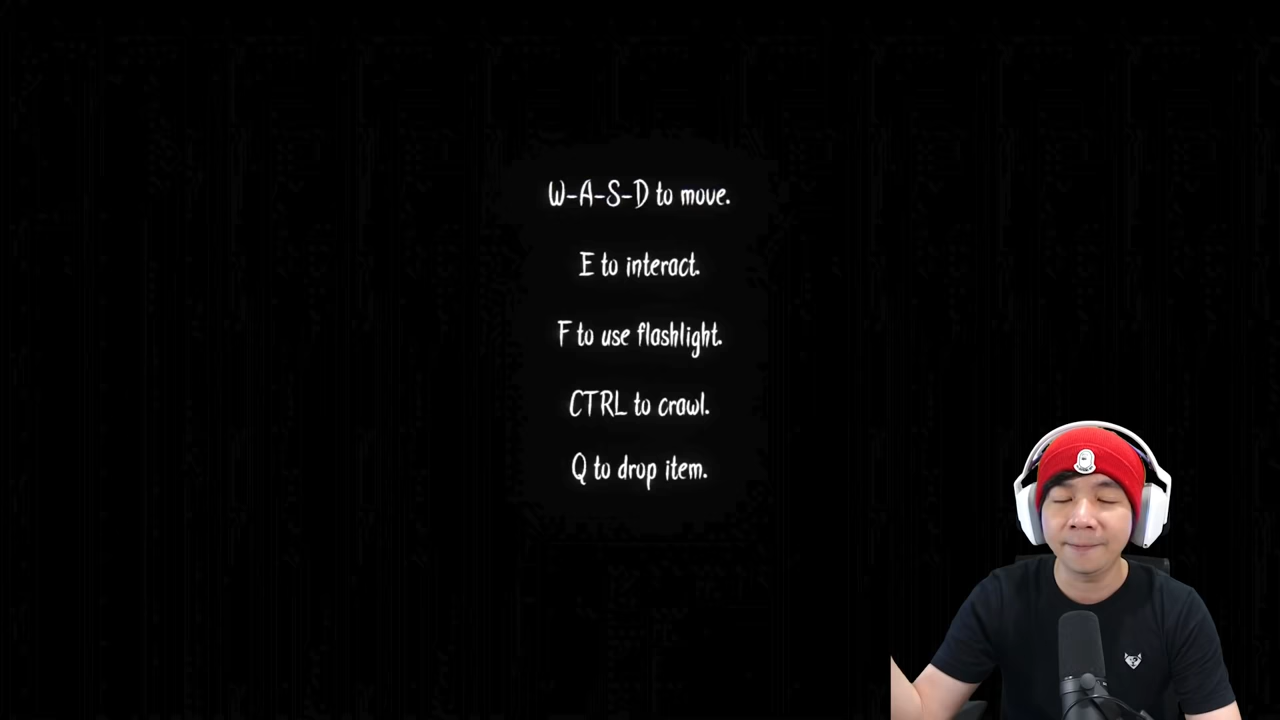 W-A-S-D to move.
E to interact.
F to use flashlight.
CTRL to crawl.
Q to drop item.